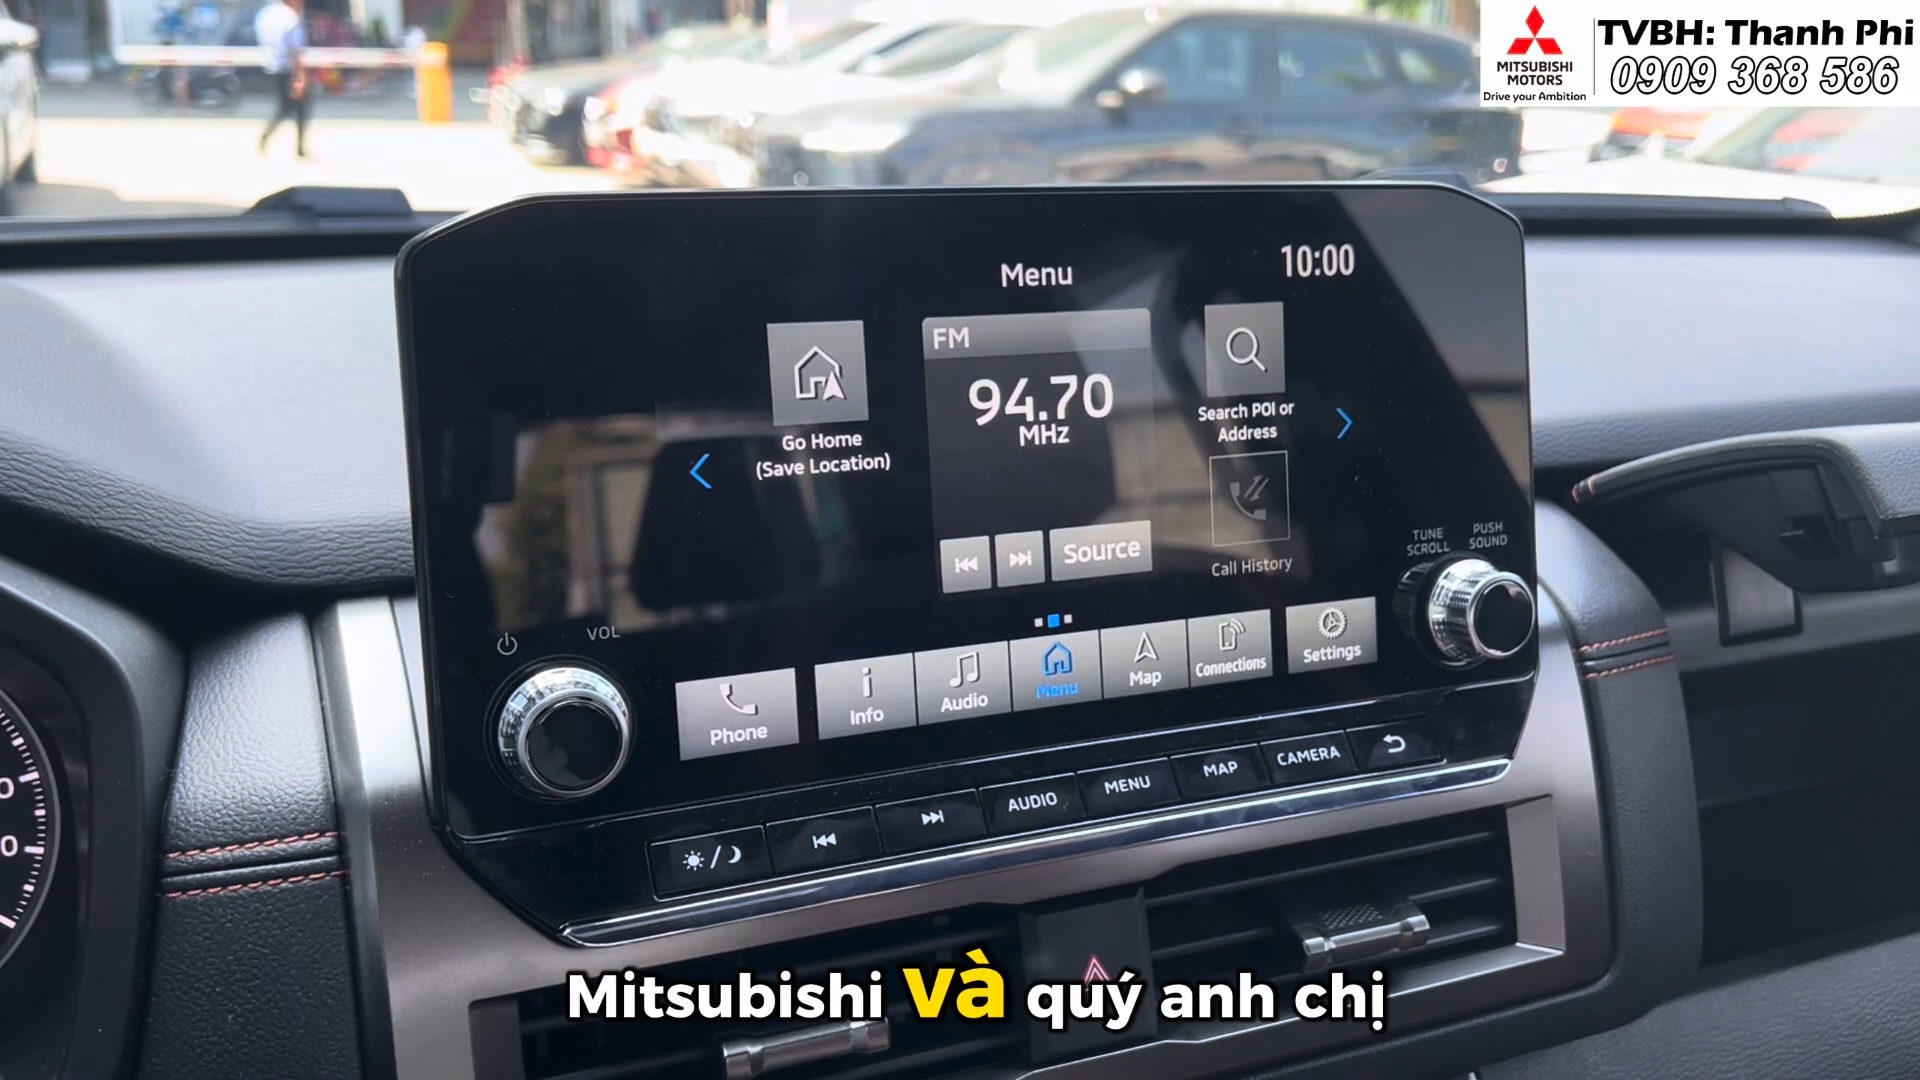 TVBH: Thanh Phi
0909 368 586
MITSUBISHI
MOTORS
Drive your Ambition
Menu
10:00
FM
94.70
MHz
Go Home
(Save Location)
Search POI or
Address
Source
Call History
TUNE
SCROLL
PUSH
SOUND
VOL
Phone
Info
Audio
Menu
Map
Connections
Settings
AUDIO
MENU
MAP
CAMERA
0
0
Mitsubishi và quý anh chị